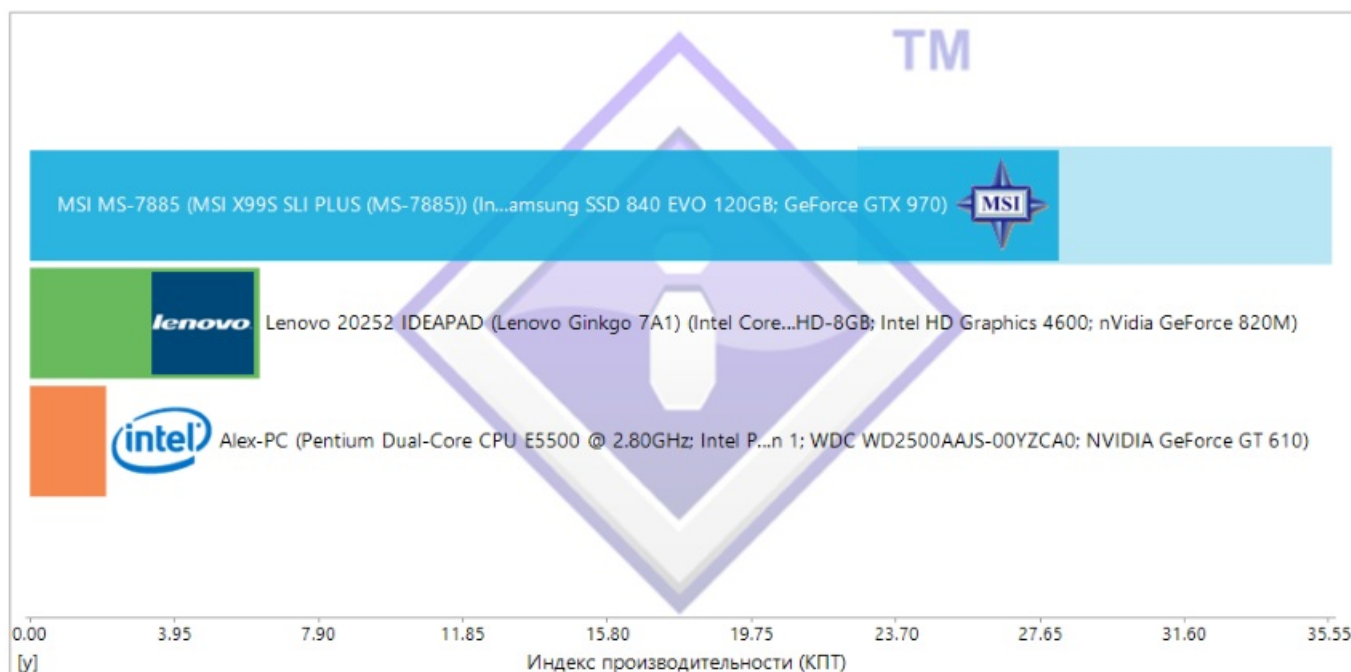 TM
MSI MS-7885 (MSI X99S SLI PLUS (MS-7885)) (In...amsung SSD 840 EVO 120GB; GeForce GTX 970)
MSI
lenovo
Lenovo 20252 IDEAPAD (Lenovo Ginkgo 7A1) (Intel Core...HD-8GB; Intel HD Graphics 4600; nVidia GeForce 820M)
intel
Alex-PC (Pentium Dual-Core CPU E5500 @ 2.80GHz; Intel P...n 1; WDC WD2500AAJS-00YZCA0; NVIDIA GeForce GT 610)
0.00 3.95 7.90 11.85 15.80 19.75 23.70 27.65 31.60 35.55
[y] Индекс производительности (КПТ)